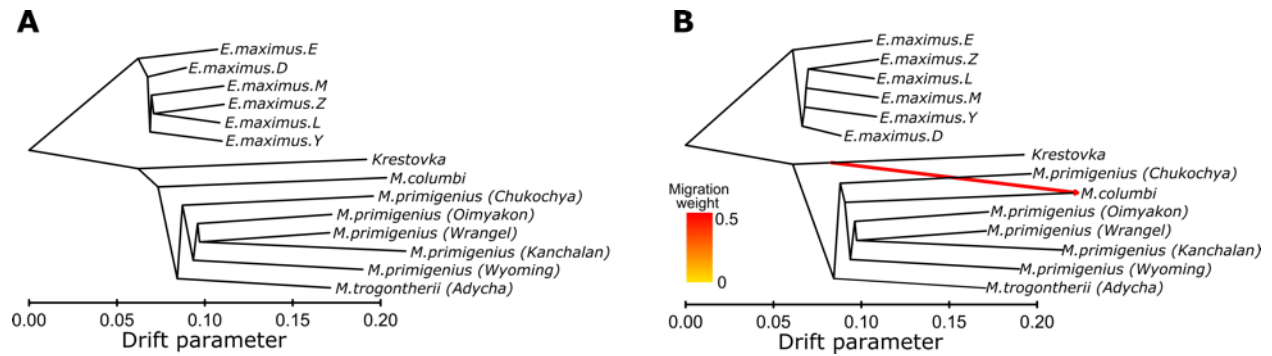 A
E.maximus.E
E.maximus.D
E.maximus.M
E.maximus.Z
E.maximus.L
E.maximus.Y
Krestovka
M.columbi
M.primigenius (Chukochya)
M.primigenius (Oimyakon)
M.primigenius (Wrangel)
M.primigenius (Kanchalan)
M.primigenius (Wyoming)
M.trogontherii (Adycha)
0.00 0.05 0.10 0.15 0.20
Drift parameter
B
E.maximus.E
E.maximus.Z
E.maximus.L
E.maximus.M
E.maximus.Y
E.maximus.D
Krestovka
M.primigenius (Chukochya)
M.columbi
M.primigenius (Oimyakon)
M.primigenius (Wrangel)
M.primigenius (Kanchalan)
M.primigenius (Wyoming)
M.trogontherii (Adycha)
Migration
weight
0.5
0
0.00 0.05 0.10 0.15 0.20
Drift parameter